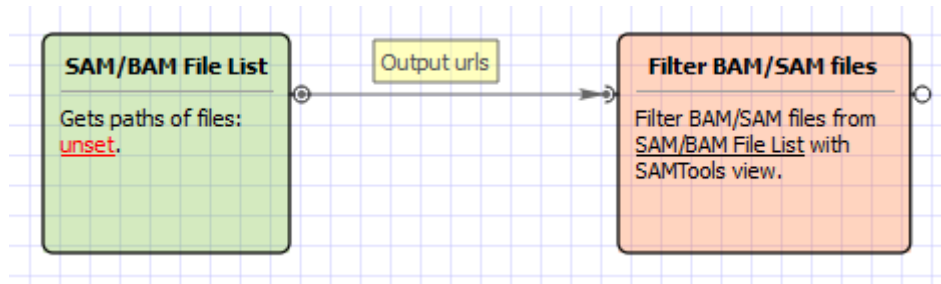 SAM/BAM File List
Gets paths of files:
unset.
Output urls
Filter BAM/SAM files
Filter BAM/SAM files from
SAM/BAM File List with
SAMTools view.